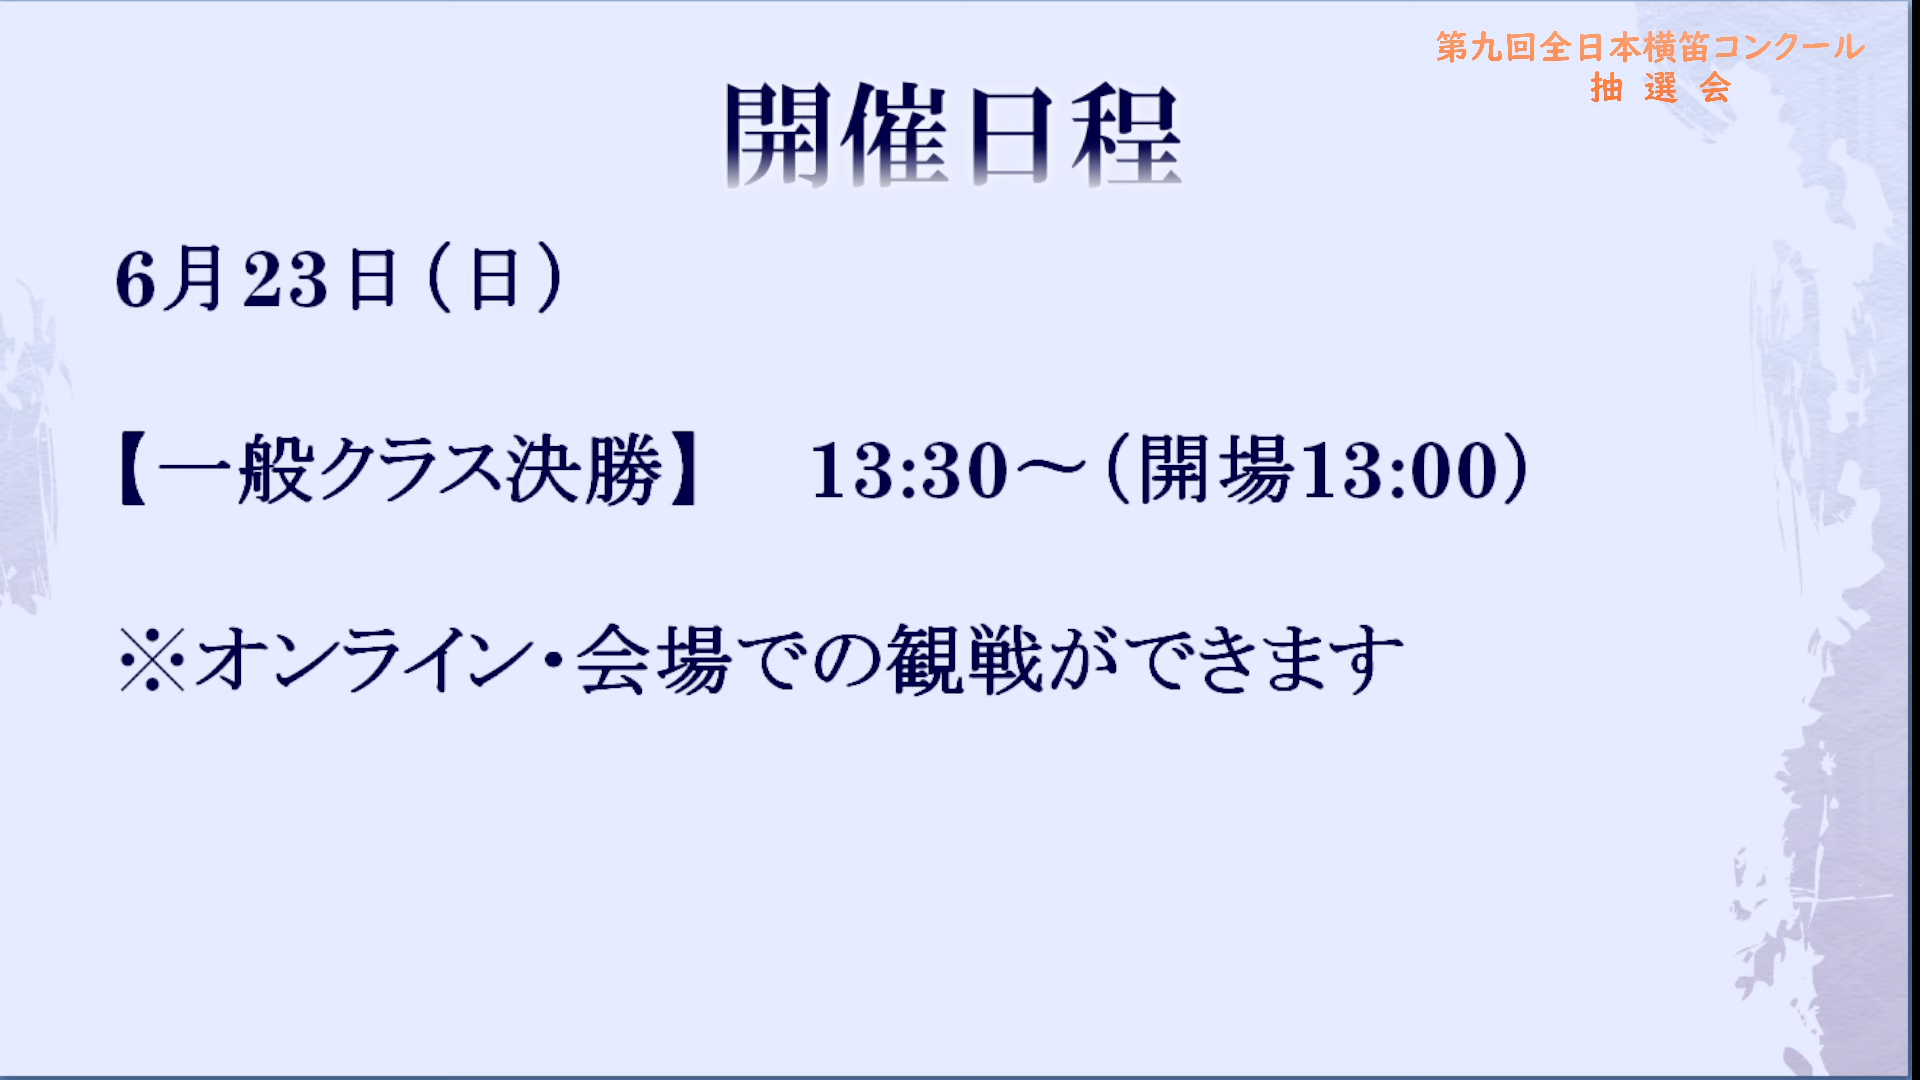 第九回全日本横笛コンクール
抽選会
開催日程
6月23日（日）
【一般クラス決勝】　13:30～（開場13:00）
※オンライン・会場での観戦ができます